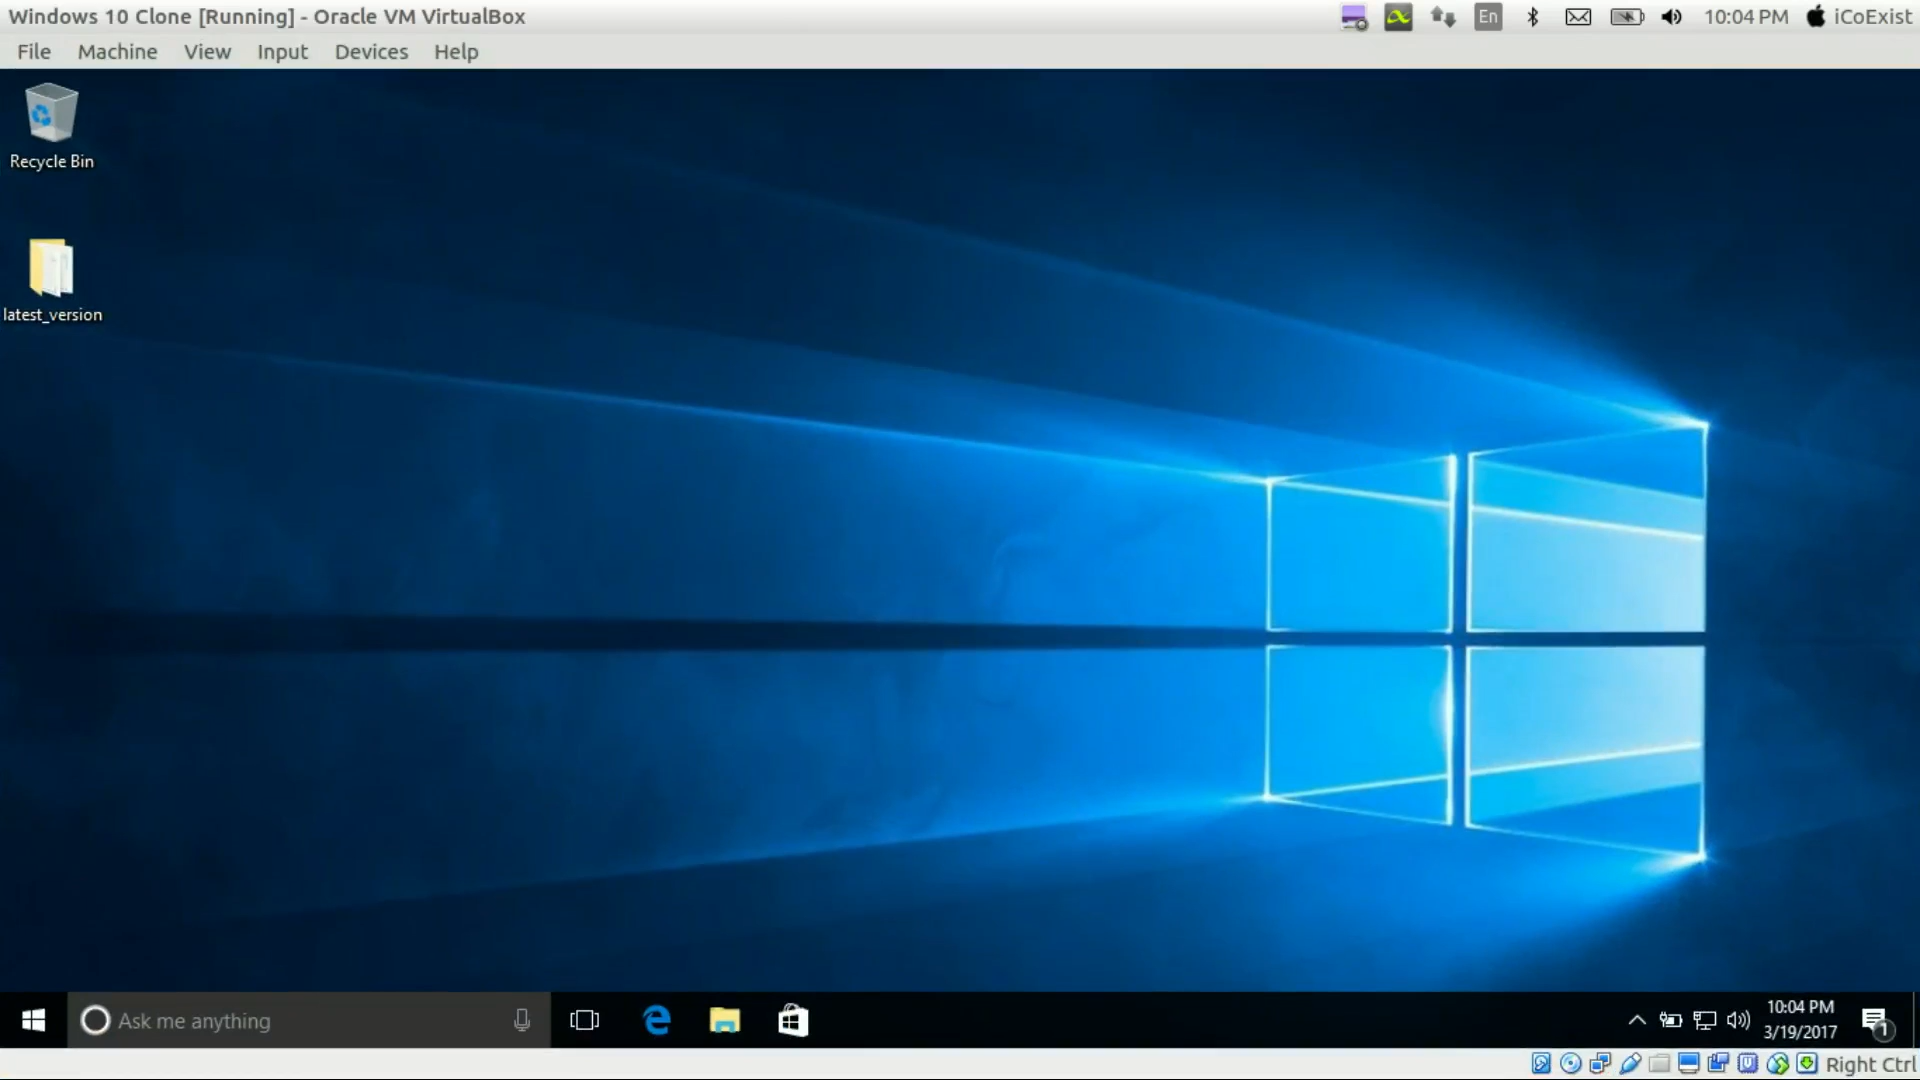 Windows 10 Clone [Running] - Oracle VM VirtualBox
En
10:04 PM
iCoExist
File Machine View Input Devices Help
Recycle Bin
latest_version
Ask me anything
10:04 PM
3/19/2017
1
Right Ctrl